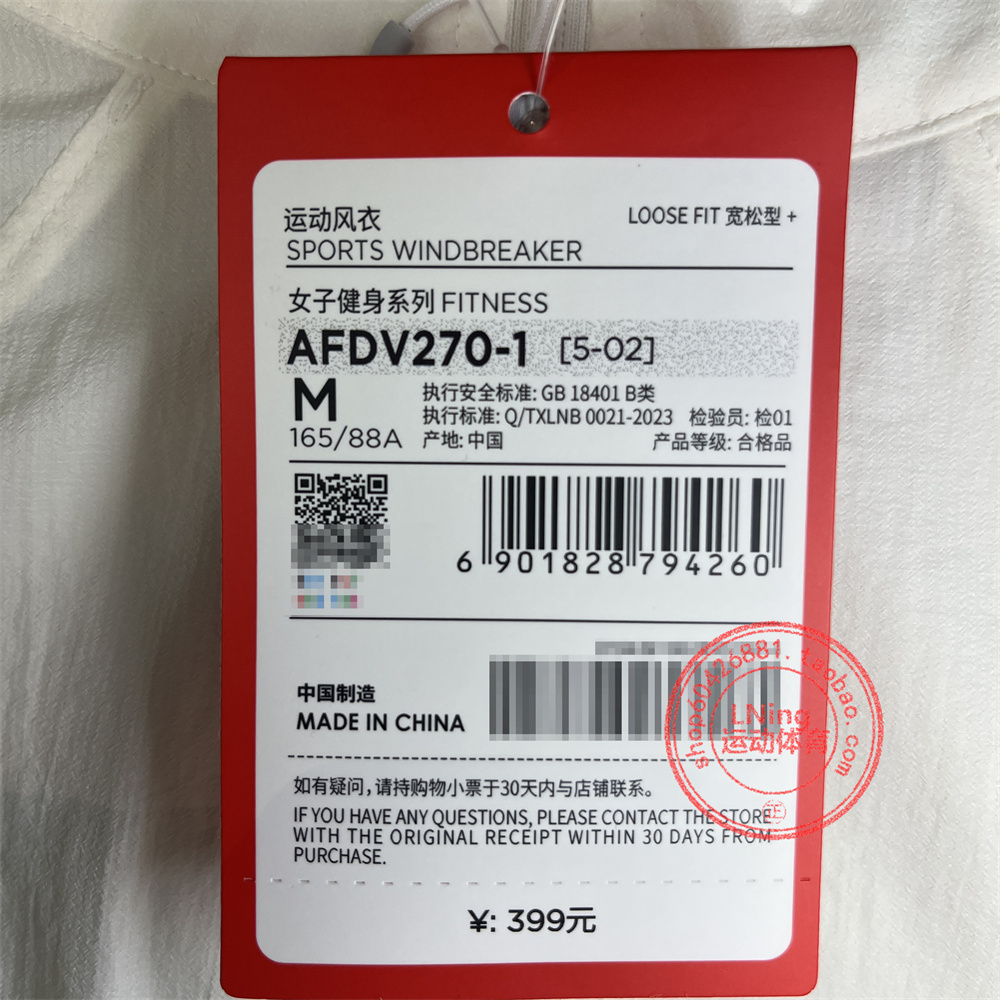 运动风衣
LOOSE FIT 宽松型 +
SPORTS WINDBREAKER
女子健身系列 FITNESS
AFDV270-1 [5-02]
M
165/88A
执行安全标准: GB 18401 B类
执行标准: Q/TXLNB 0021-2023 检验员: 检01
产地: 中国 产品等级: 合格品
6 901828 794260
中国制造
MADE IN CHINA
shop60426881.taobao.com
LNing
运动体育
正
如有疑问，请持购物小票于30天内与店铺联系。
IF YOU HAVE ANY QUESTIONS, PLEASE CONTACT THE STORE
WITH THE ORIGINAL RECEIPT WITHIN 30 DAYS FROM
PURCHASE.
¥: 399元